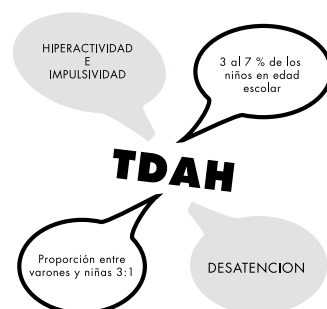 HIPERACTIVIDAD
E
IMPULSIVIDAD
3 al 7 % de los
niños en edad
escolar
TDAH
Proporción entre
varones y niñas 3:1
DESATENCION